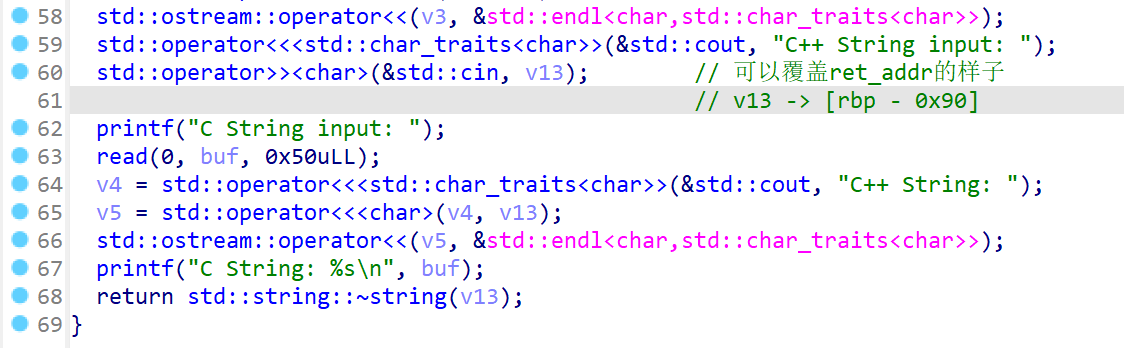 58 std::ostream::operator<<(v3, &std::endl<char,std::char_traits<char>>);
59 std::operator<<<std::char_traits<char>>(&std::cout, "C++ String input: ");
60 std::operator>><char>(&std::cin, v13); // 可以覆盖ret_addr的样子
61 // v13 -> [rbp - 0x90]
62 printf("C String input: ");
63 read(0, buf, 0x50uLL);
64 v4 = std::operator<<<std::char_traits<char>>(&std::cout, "C++ String: ");
65 v5 = std::operator<<<char>(v4, v13);
66 std::ostream::operator<<(v5, &std::endl<char,std::char_traits<char>>);
67 printf("C String: %s\n", buf);
68 return std::string::~string(v13);
69 }